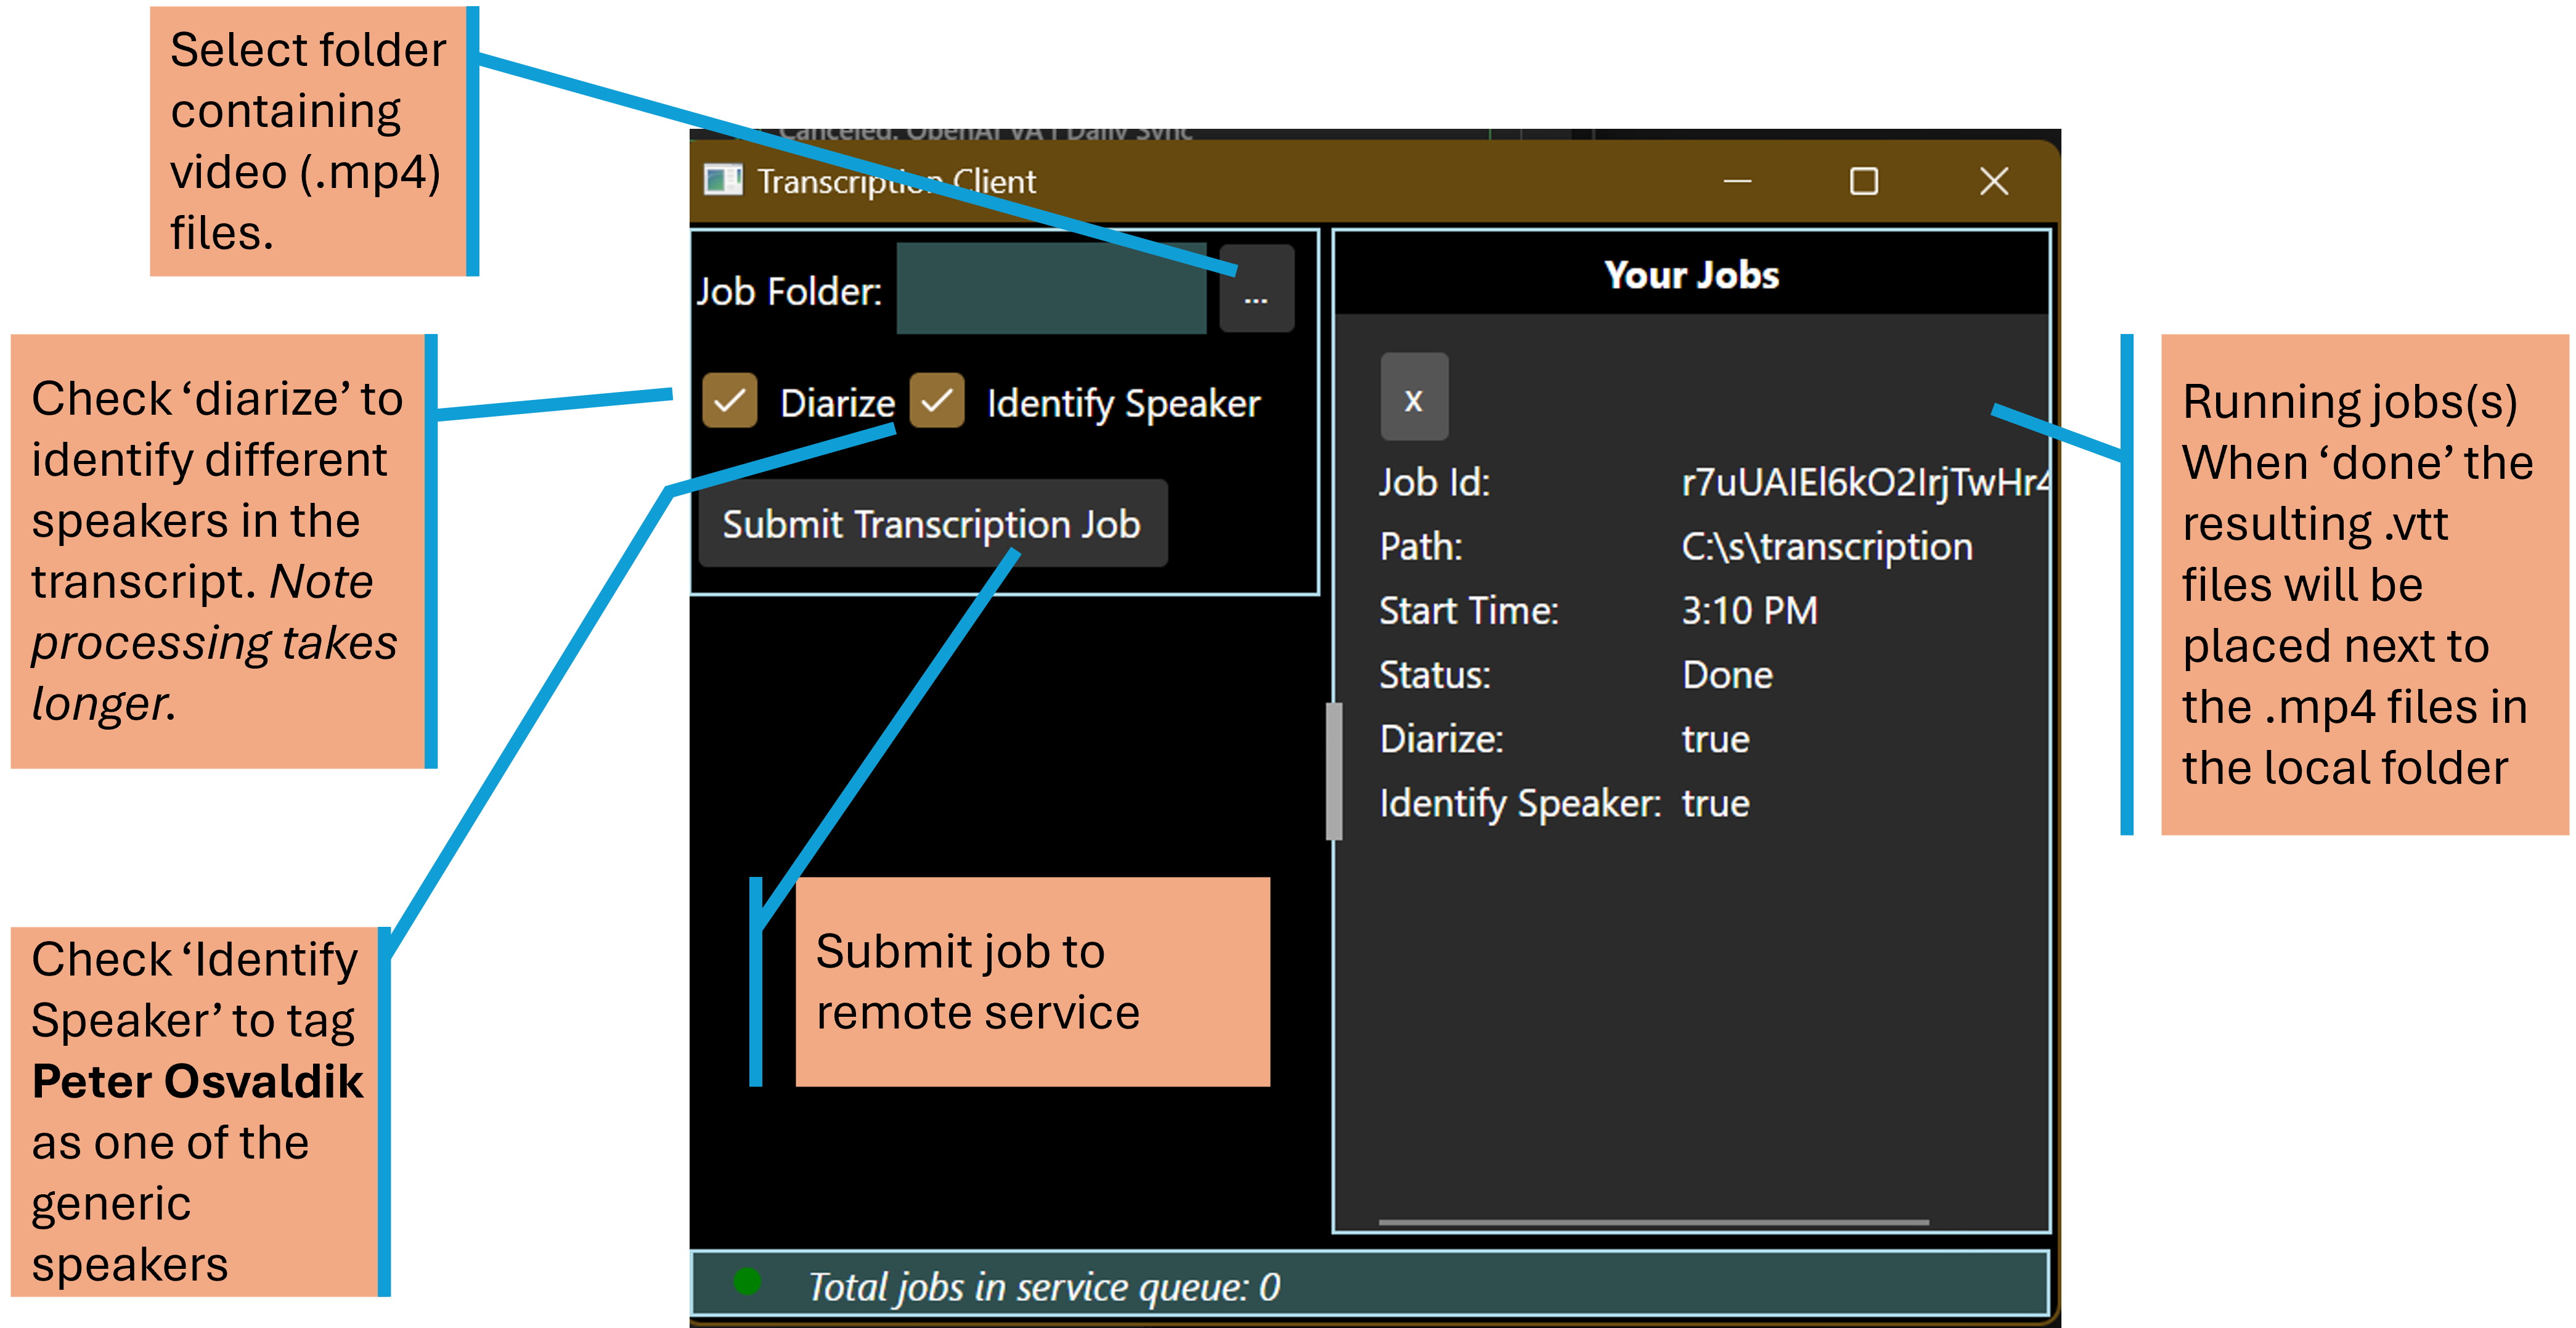 Select folder
containing
video (.mp4)
files.
Canceled: OpenAI VA | Daily Sync
Transcription Client
Job Folder:
...
Diarize
Identify Speaker
Submit Transcription Job
Your Jobs
x
Job Id: r7uUAIEl6kO2IrjTwHr4
Path: C:\s\transcription
Start Time: 3:10 PM
Status: Done
Diarize: true
Identify Speaker: true
Total jobs in service queue: 0
Check ‘diarize’ to
identify different
speakers in the
transcript. Note
processing takes
longer.
Check ‘Identify
Speaker’ to tag
Peter Osvaldik
as one of the
generic
speakers
Submit job to
remote service
Running jobs(s)
When ‘done’ the
resulting .vtt
files will be
placed next to
the .mp4 files in
the local folder